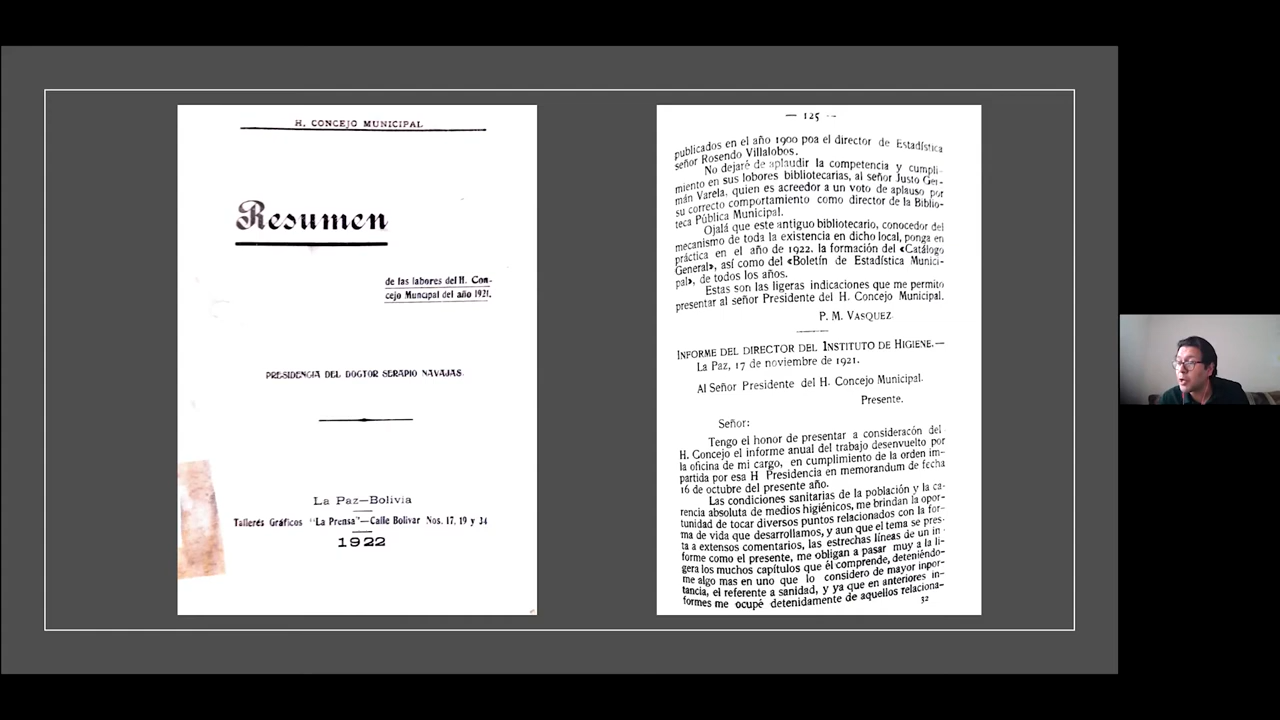 H. CONCEJO MUNICIPAL
Resumen
de las labores del H. Con-
cejo Muncipal del año 1921.
PRESIDENCIA DEL DOGTOR SERAPIO NAVAJAS.
La Paz—Bolivia
Tallerés Gráficos "La Prensa"—Calle Bolivar Nos. 17, 19 y 34
1922
— 125 —
publicados en el año 1900 poa el director de Estadística
señor Rosendo Villalobos.
No dejaré de aplaudir la competencia y cumpli-
miento en sus lobores bibliotecarias, al señor Justo Ger-
mán Varela, quien es acreedor a un voto de aplauso por
su correcto comportamiento como director de la Biblio-
teca Pública Municipal.
Ojalá que este antiguo bibliotecario, conocedor del
mecanismo de toda la existencia en dicho local, ponga en
práctica en el año de 1922, la formación del «Catálogo
General», así como del «Boletín de Estadística Munici-
pal», de todos los años.
Estas son las ligeras indicaciones que me permito
presentar al señor Presidente del H. Concejo Municipal.
P. M. VASQUEZ
INFORME DEL DIRECTOR DEL INSTITUTO DE HIGIENE.—
La Paz, 17 de noviembre de 1921.
Al Señor Presidente del H. Concejo Municipal.
Presente.
Señor:
Tengo el honor de presentar a consideracón del
H. Concejo el informe anual del trabajo desenvuelto por
la oficina de mi cargo, en cumplimiento de la orden im-
partida por esa H Presidencia en memorandum de fecha
16 de octubre del presente año.
Las condiciones sanitarias de la población y la ca-
rencia absoluta de medios higiénicos, me brindan la opor-
tunidad de tocar diversos puntos relacionados con la for-
ma de vida que desarrollamos, y aun que el tema se pres-
ta a extensos comentarios, las estrechas líneas de un in-
forme como el presente, me obligan a pasar muy a la li-
gera los muchos capítulos que él comprende, deteniéndo-
me algo mas en uno que lo considero de mayor inpor-
tancia, el referente a sanidad, y ya que en anteriores in-
formes me ocupé detenidamente de aquellos relaciona-
32